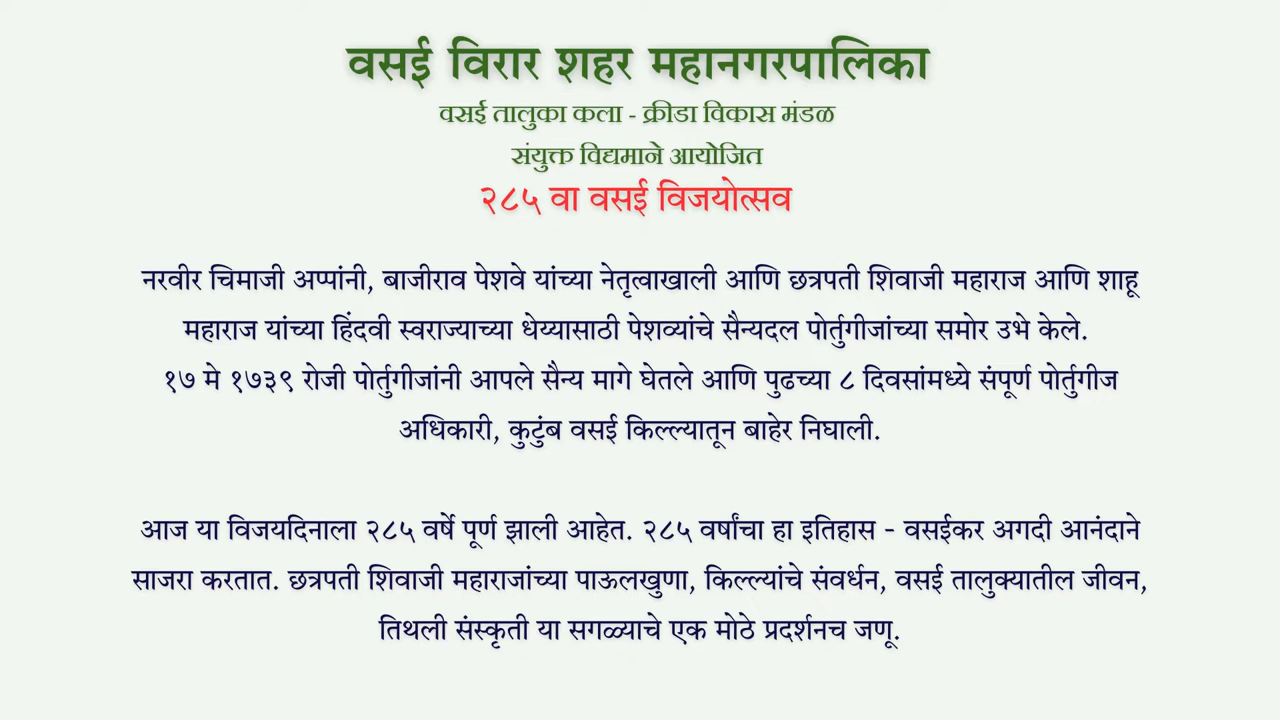 वसई विरार शहर महानगरपालिका
वसई तालुका कला - क्रीडा विकास मंडळ
संयुक्त विद्यमाने आयोजित
२८५ वा वसई विजयोत्सव
नरवीर चिमाजी अप्पांनी, बाजीराव पेशवे यांच्या नेतृत्वाखाली आणि छत्रपती शिवाजी महाराज आणि शाहू
महाराज यांच्या हिंदवी स्वराज्याच्या धेय्यासाठी पेशव्यांचे सैन्यदल पोर्तुगीजांच्या समोर उभे केले.
१७ मे १७३९ रोजी पोर्तुगीजांनी आपले सैन्य मागे घेतले आणि पुढच्या ८ दिवसांमध्ये संपूर्ण पोर्तुगीज
अधिकारी, कुटुंब वसई किल्ल्यातून बाहेर निघाली.
आज या विजयदिनाला २८५ वर्षे पूर्ण झाली आहेत. २८५ वर्षांचा हा इतिहास - वसईकर अगदी आनंदाने
साजरा करतात. छत्रपती शिवाजी महाराजांच्या पाऊलखुणा, किल्ल्यांचे संवर्धन, वसई तालुक्यातील जीवन,
तिथली संस्कृती या सगळ्याचे एक मोठे प्रदर्शनच जणू.